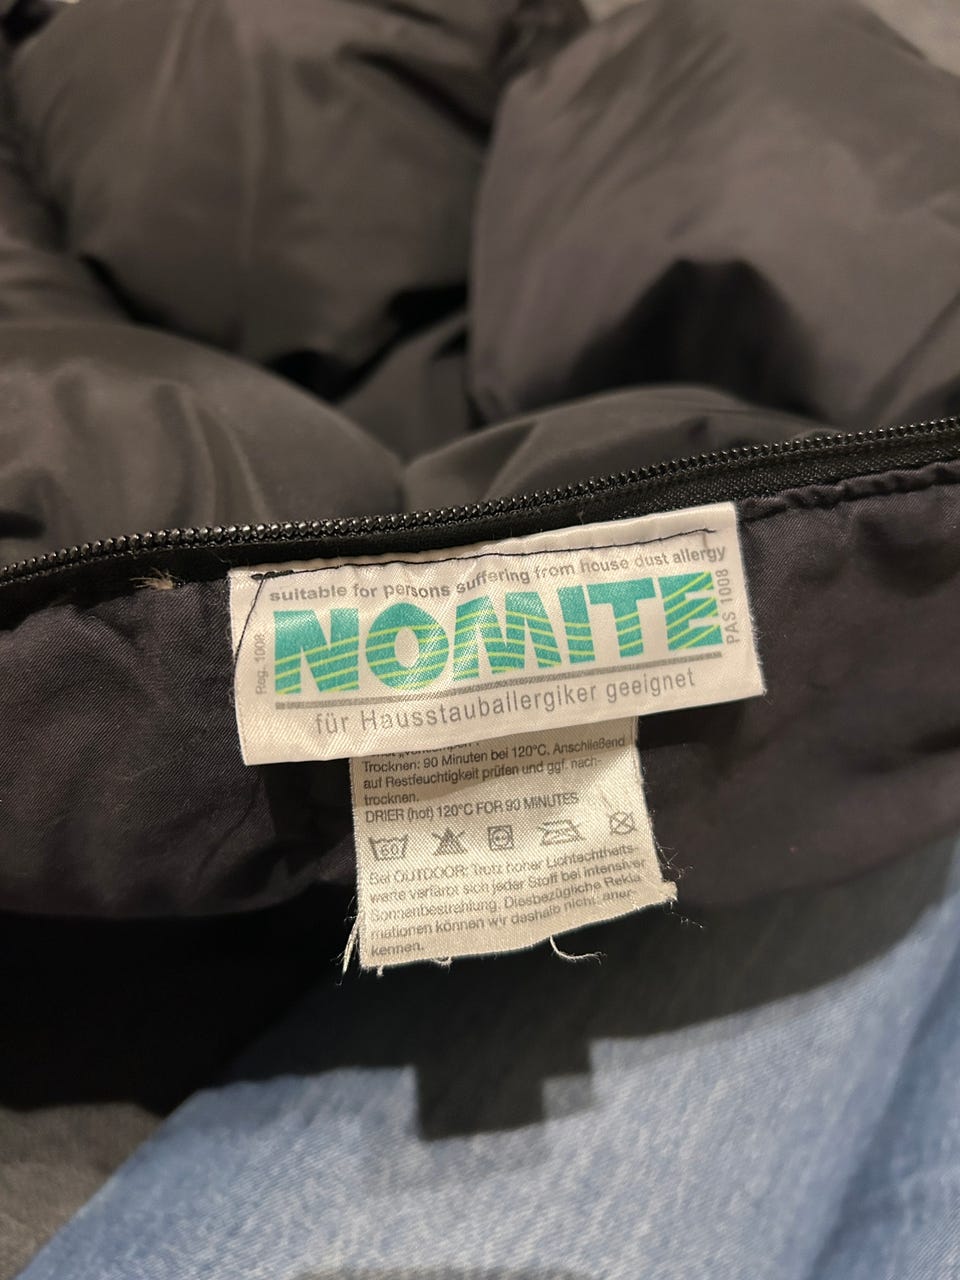 suitable for persons suffering from house dust allergy
Reg. 1008
NOMITE
PAS 1008
für Hausstauballergiker geeignet
Trocknen: 90 Minuten bei 120°C. Anschließend
auf Restfeuchtigkeit prüfen und ggf. nach-
trocknen.
DRIER (hot) 120°C FOR 90 MINUTES
60
Bei OUTDOOR: Trotz hoher Lichtechtheits-
werte verfärbt sich jeder Stoff bei intensiver
Sonnenbestrahlung. Diesbezügliche Rekla-
mationen können wir deshalb nicht aner-
kennen.